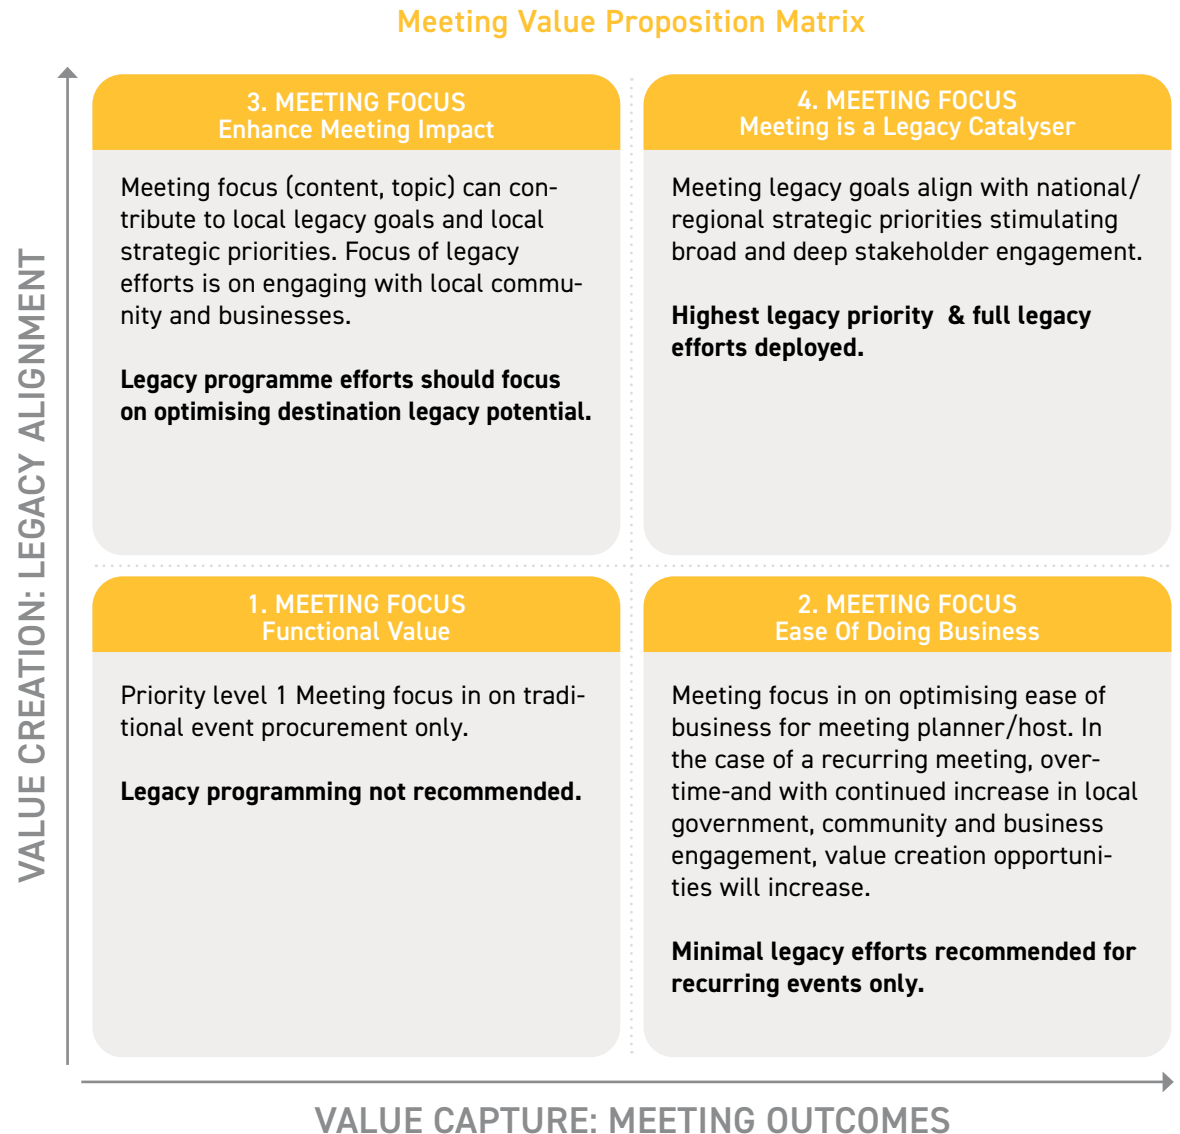 Meeting Value Proposition Matrix
3. MEETING FOCUS
Enhance Meeting Impact
Meeting focus (content, topic) can con-
tribute to local legacy goals and local
strategic priorities. Focus of legacy
efforts is on engaging with local commu-
nity and businesses.
Legacy programme efforts should focus
on optimising destination legacy potential.
4. MEETING FOCUS
Meeting is a Legacy Catalyser
Meeting legacy goals align with national/
regional strategic priorities stimulating
broad and deep stakeholder engagement.
Highest legacy priority & full legacy
efforts deployed.
1. MEETING FOCUS
Functional Value
Priority level 1 Meeting focus in on tradi-
tional event procurement only.
Legacy programming not recommended.
2. MEETING FOCUS
Ease Of Doing Business
Meeting focus in on optimising ease of
business for meeting planner/host. In
the case of a recurring meeting, over-
time-and with continued increase in local
government, community and business
engagement, value creation opportuni-
ties will increase.
Minimal legacy efforts recommended for
recurring events only.
VALUE CREATION: LEGACY ALIGNMENT
VALUE CAPTURE: MEETING OUTCOMES